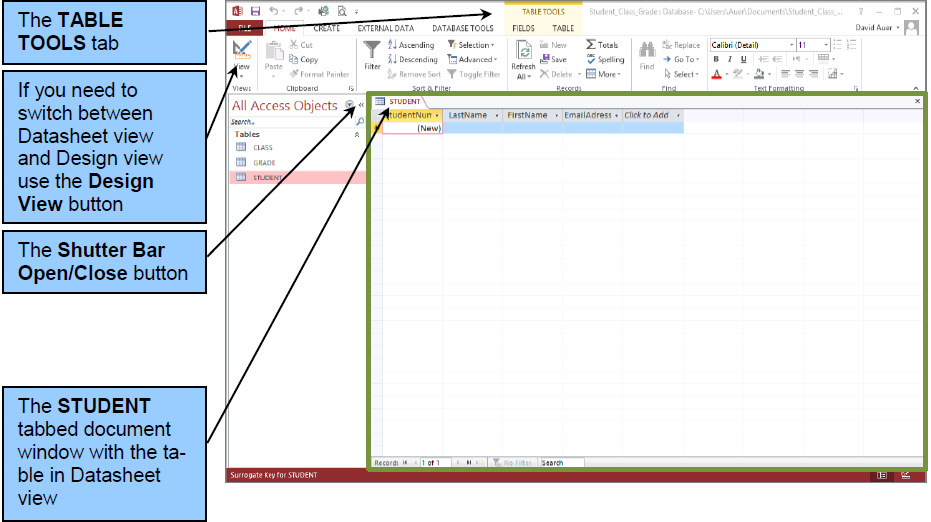 The TABLE
TOOLS tab
If you need to
switch between
Datasheet view
and Design view
use the Design
View button
The Shutter Bar
Open/Close button
The STUDENT
tabbed document
window with the ta-
ble in Datasheet
view
TABLE TOOLS
Student_Class_Grade : Database- C:\Users\Auer\Documents\Student_Class_...
FILE HOME CREATE EXTERNAL DATA DATABASE TOOLS FIELDS TABLE
David Auer
View
Views
Paste
Cut
Copy
Format Painter
Clipboard
Filter
Ascending
Descending
Remove Sort
Selection
Advanced
Toggle Filter
Sort & Filter
Refresh
All
New
Save
Delete
Totals
Spelling
More
Records
Find
Replace
Go To
Select
Find
Calibri (Detail) 11
B I U
A
Text Formatting
All Access Objects
Search..
Tables
CLASS
GRADE
STUDENT
STUDENT
StudentNum LastName FirstName EmailAdress Click to Add
(New)
Record: 1 of 1 No Filter Search
Surrogate Key for STUDENT